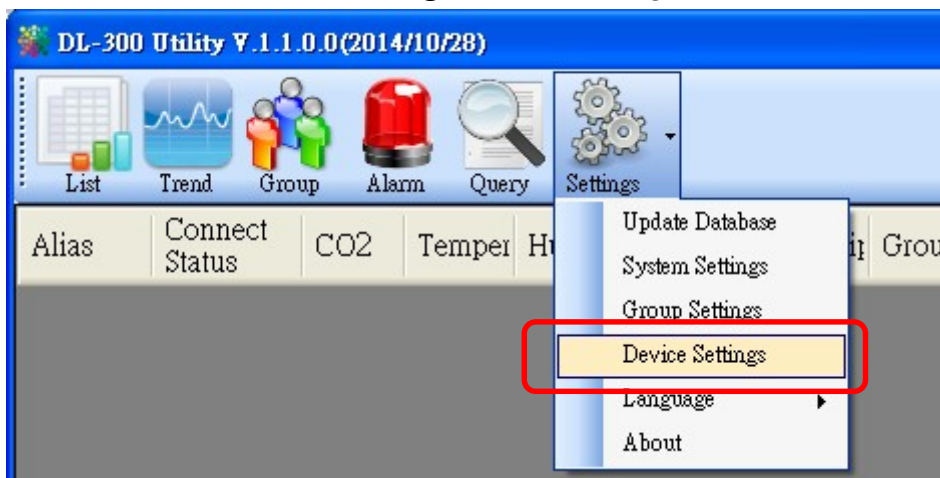 DL-300 Utility V.1.1.0.0(2014/10/28)
List Trend Group Alarm Query Settings
Alias Connect Status CO2 Temper Grou
Update Database
System Settings
Group Settings
Device Settings
Language
About